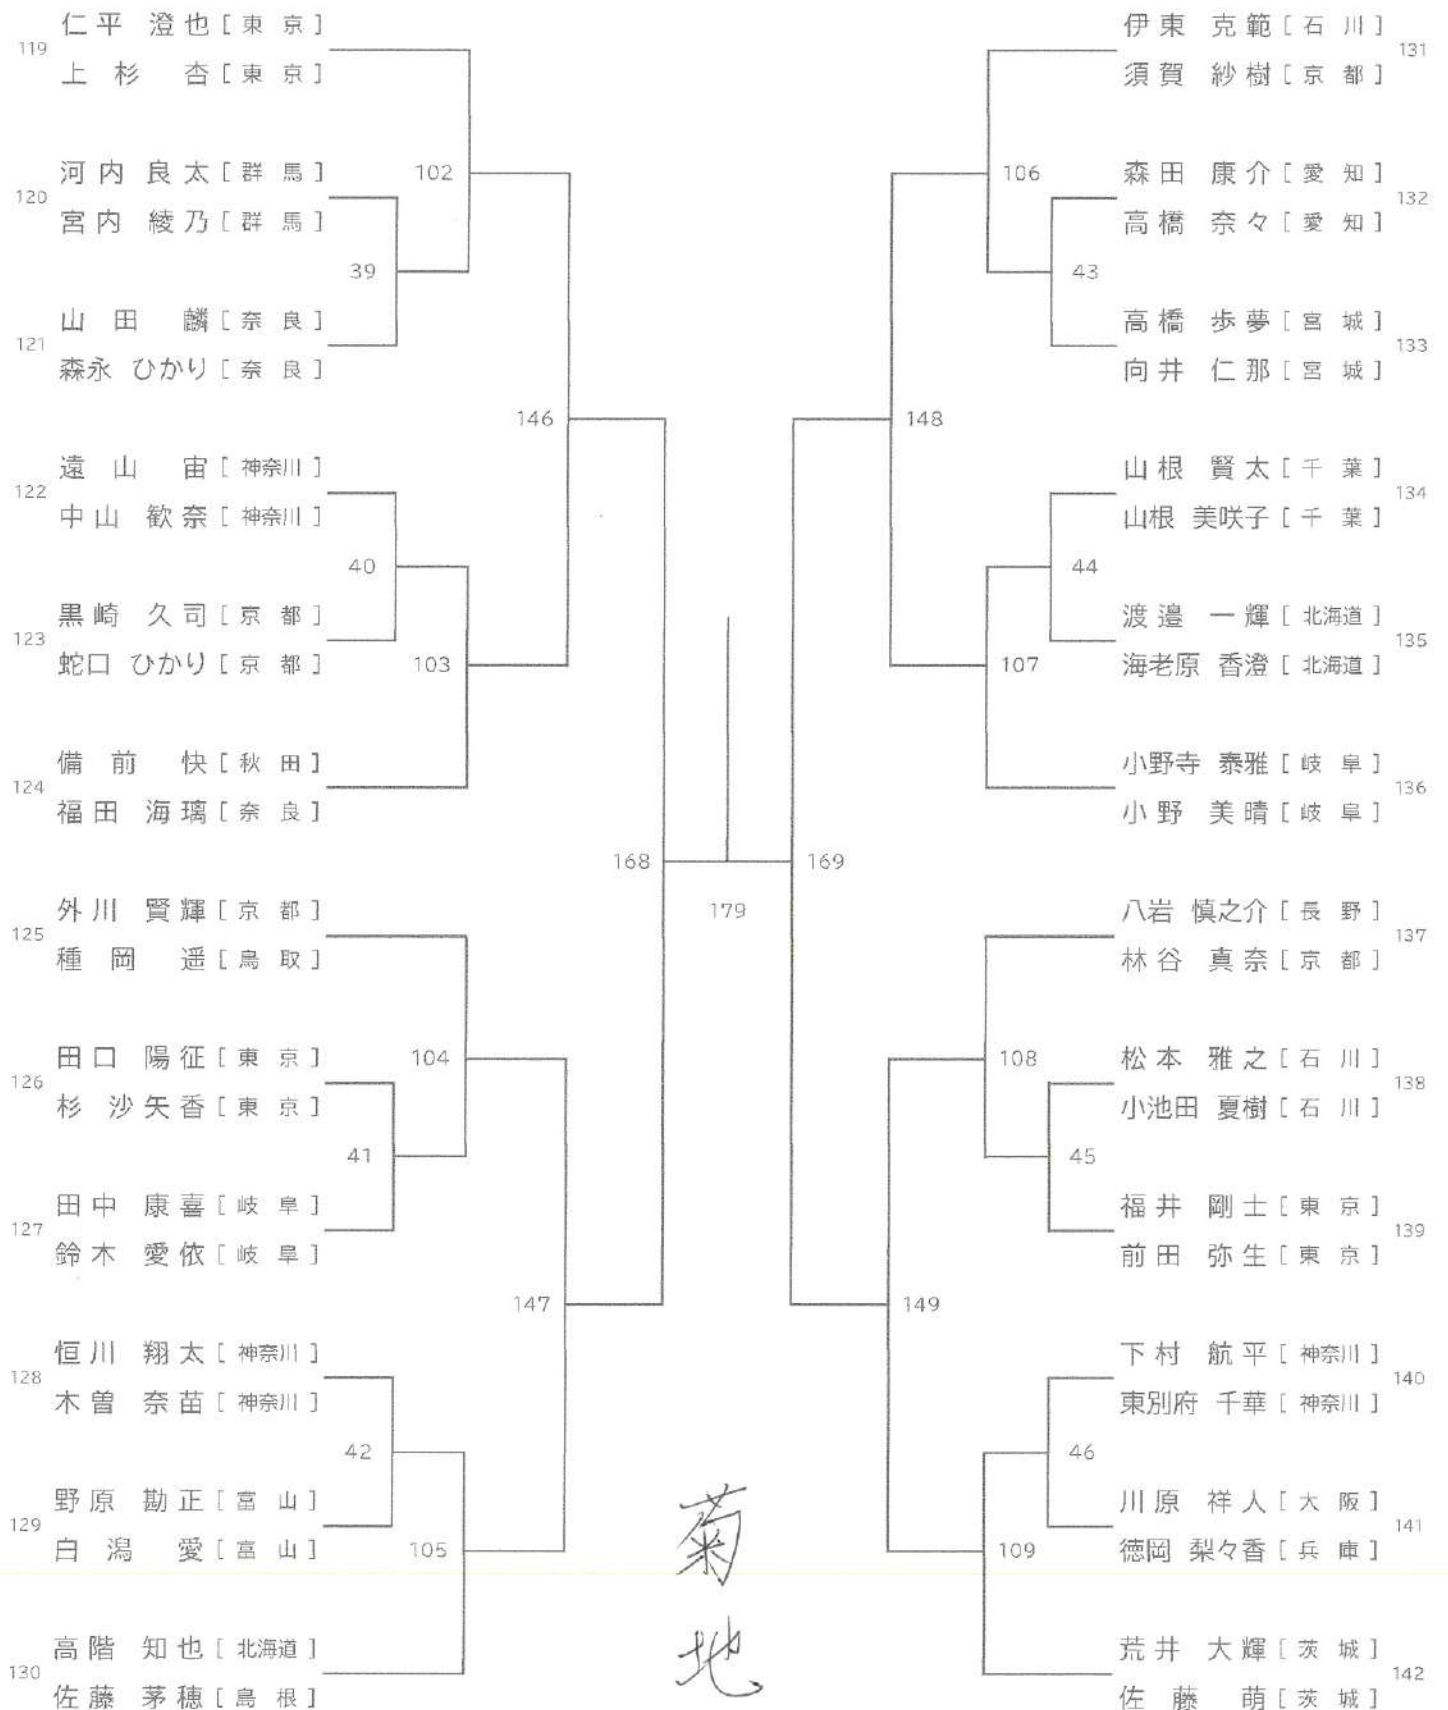 仁平 澄也 [ 東 京 ]
119
上杉 杏 [ 東 京 ]
河内 良太 [ 群 馬 ]
102
120
宮内 綾乃 [ 群 馬 ]
39
山田 麟 [ 奈 良 ]
121
森永 ひかり [ 奈 良 ]
146
遠山 宙 [ 神奈川 ]
122
中山 歓奈 [ 神奈川 ]
40
黒崎 久司 [ 京 都 ]
123
蛇口 ひかり [ 京 都 ]
103
備前 快 [ 秋 田 ]
124
福田 海璃 [ 奈 良 ]
168
外川 賢輝 [ 京 都 ]
125
種岡 遥 [ 鳥 取 ]
田口 陽征 [ 東 京 ]
104
126
杉 沙矢香 [ 東 京 ]
41
田中 康喜 [ 岐 阜 ]
127
鈴木 愛依 [ 岐 阜 ]
147
恒川 翔太 [ 神奈川 ]
128
木曽 奈苗 [ 神奈川 ]
42
野原 勘正 [ 富 山 ]
129
白潟 愛 [ 富 山 ]
105
高階 知也 [ 北海道 ]
130
佐藤 茅穂 [ 島 根 ]
179
菊地
伊東 克範 [ 石 川 ]
131
須賀 紗樹 [ 京 都 ]
106
森田 康介 [ 愛 知 ]
132
高橋 奈々 [ 愛 知 ]
43
高橋 歩夢 [ 宮 城 ]
133
向井 仁那 [ 宮 城 ]
148
山根 賢太 [ 千 葉 ]
134
山根 美咲子 [ 千 葉 ]
44
渡邉 一輝 [ 北海道 ]
135
海老原 香澄 [ 北海道 ]
107
小野寺 泰雅 [ 岐 阜 ]
136
小野 美晴 [ 岐 阜 ]
169
八岩 慎之介 [ 長 野 ]
137
林谷 真奈 [ 京 都 ]
108
松本 雅之 [ 石 川 ]
138
小池田 夏樹 [ 石 川 ]
45
福井 剛士 [ 東 京 ]
139
前田 弥生 [ 東 京 ]
149
下村 航平 [ 神奈川 ]
140
東別府 千華 [ 神奈川 ]
46
川原 祥人 [ 大 阪 ]
141
徳岡 梨々香 [ 兵 庫 ]
109
荒井 大輝 [ 茨 城 ]
142
佐藤 萌 [ 茨 城 ]